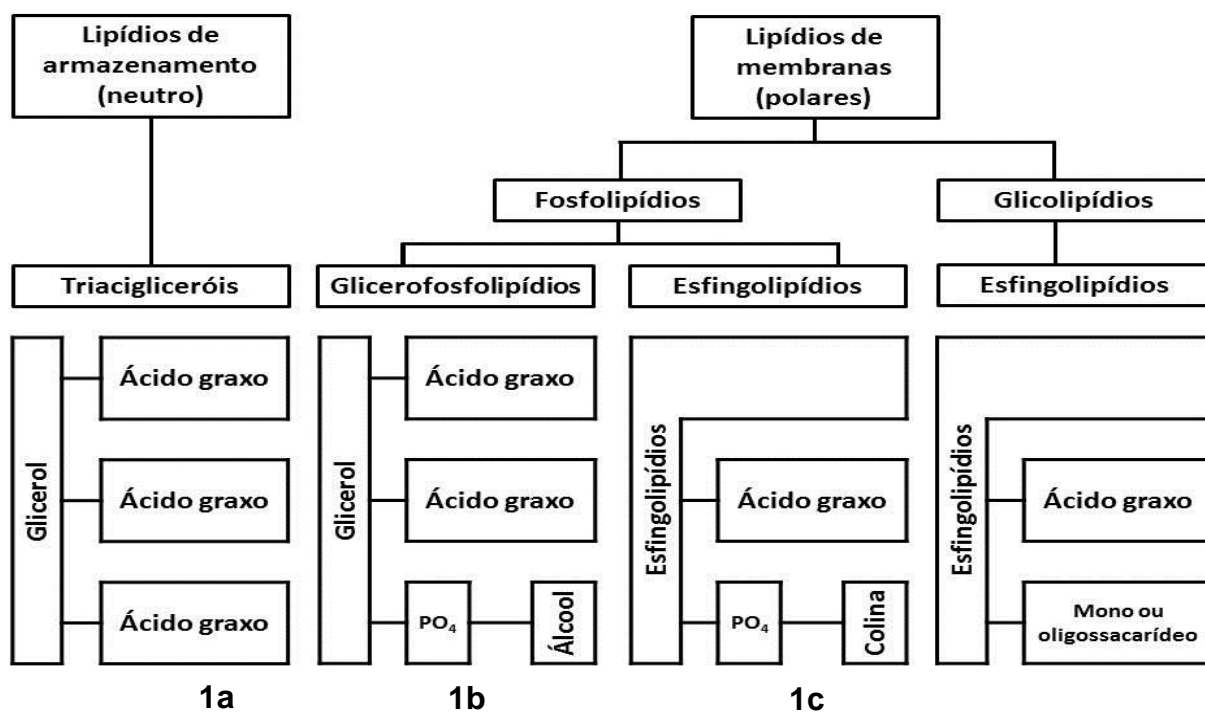 Lipídios de
armazenamento
(neutro)
Lipídios de
membranas
(polares)
Fosfolipídios
Glicolipídios
Triacigliceróis
Glicerofosfolipídios
Esfingolipídios
Esfingolipídios
Glicerol
Ácido graxo
Ácido graxo
Ácido graxo
Glicerol
Ácido graxo
Ácido graxo
PO₄
Álcool
Esfingolipídios
Ácido graxo
PO₄
Colina
Esfingolipídios
Ácido graxo
Mono ou
oligossacarídeo
1a
1b
1c